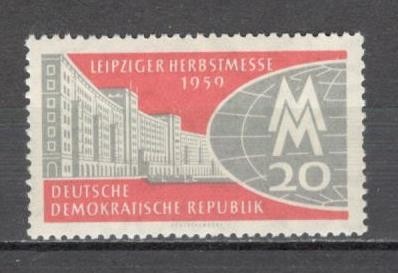 LEIPZIGER HERBSTMESSE
1959
MM
20
DEUTSCHE
DEMOKRATISCHE REPUBLIK